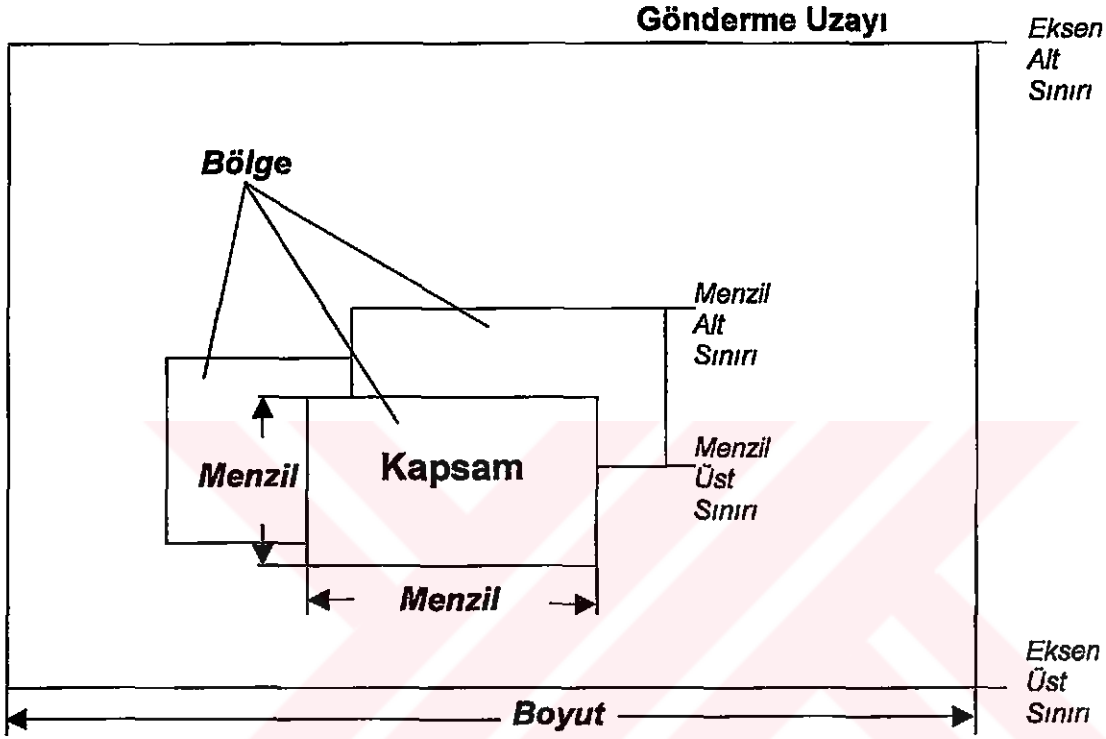 Gönderme Uzayı
Eksen
Alt
Sınırı
Bölge
Menzil
Alt
Sınırı
Menzil
Kapsam
Menzil
Üst
Sınırı
Menzil
Eksen
Üst
Sınırı
Boyut